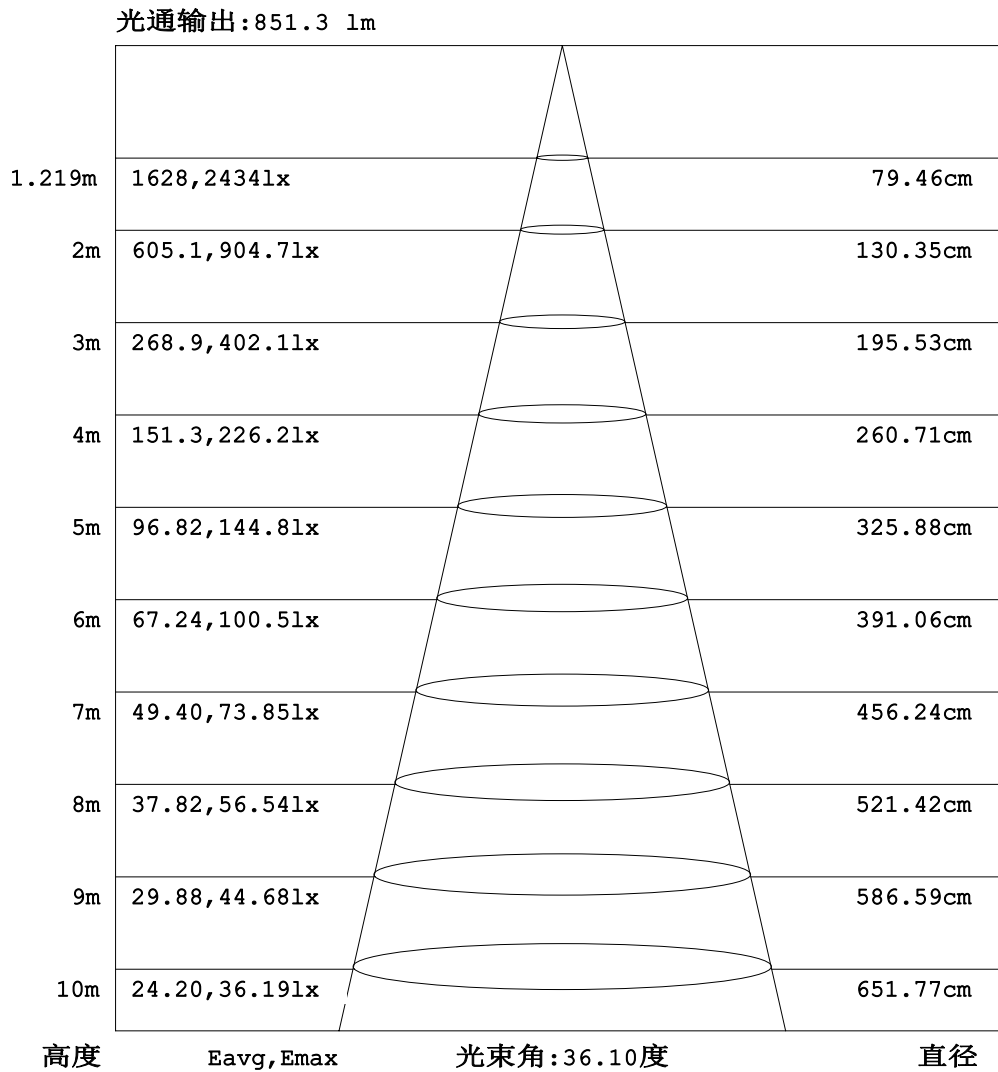 光通输出:851.3 lm
1.219m 1628,2434lx 79.46cm
2m 605.1,904.7lx 130.35cm
3m 268.9,402.1lx 195.53cm
4m 151.3,226.2lx 260.71cm
5m 96.82,144.8lx 325.88cm
6m 67.24,100.5lx 391.06cm
7m 49.40,73.85lx 456.24cm
8m 37.82,56.54lx 521.42cm
9m 29.88,44.68lx 586.59cm
10m 24.20,36.19lx 651.77cm
高度 Eavg,Emax 光束角:36.10度 直径